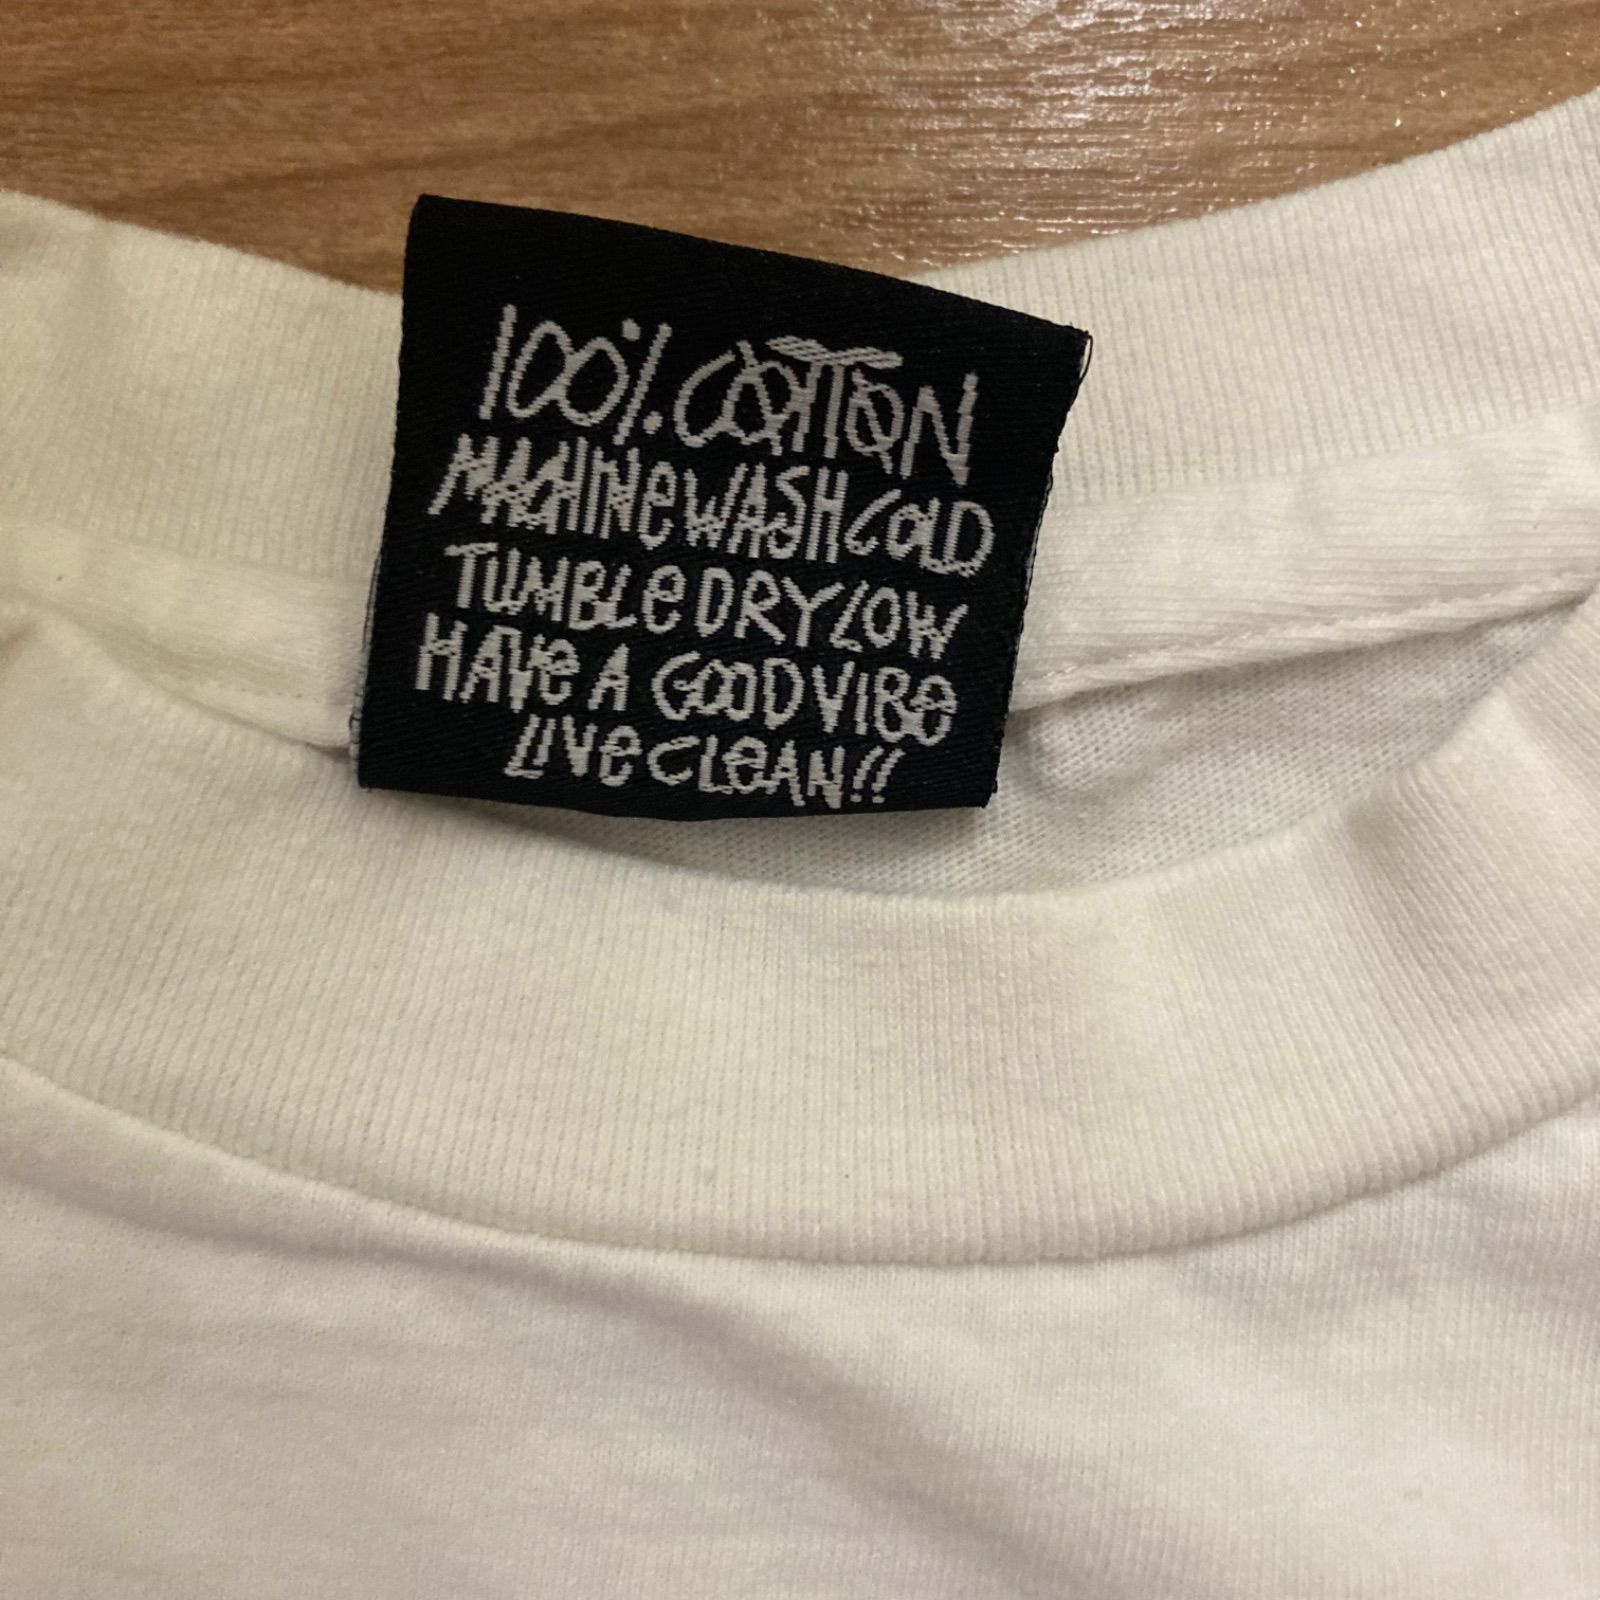 100% COTTON
MACHINE WASH COLD
TUMBLE DRY LOW
HAVE A GOOD VIBE
LIVE CLEAN!!